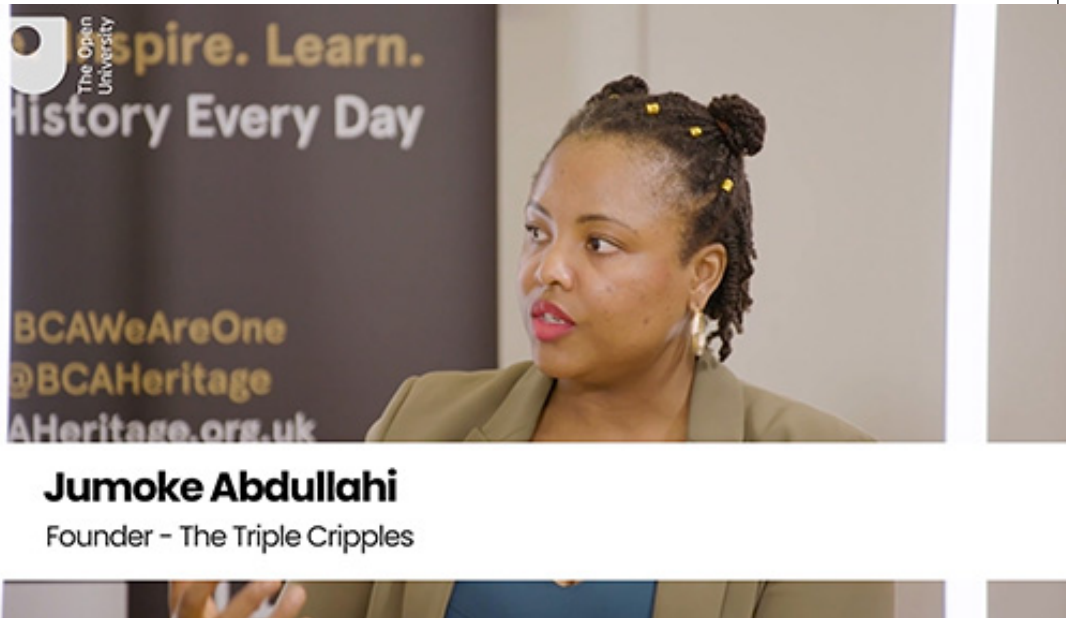 The Open
University
spire. Learn.
History Every Day
BCAWeAreOne
@BCAHeritage
AHeritage.org.uk
Jumoke Abdullahi
Founder - The Triple Cripples